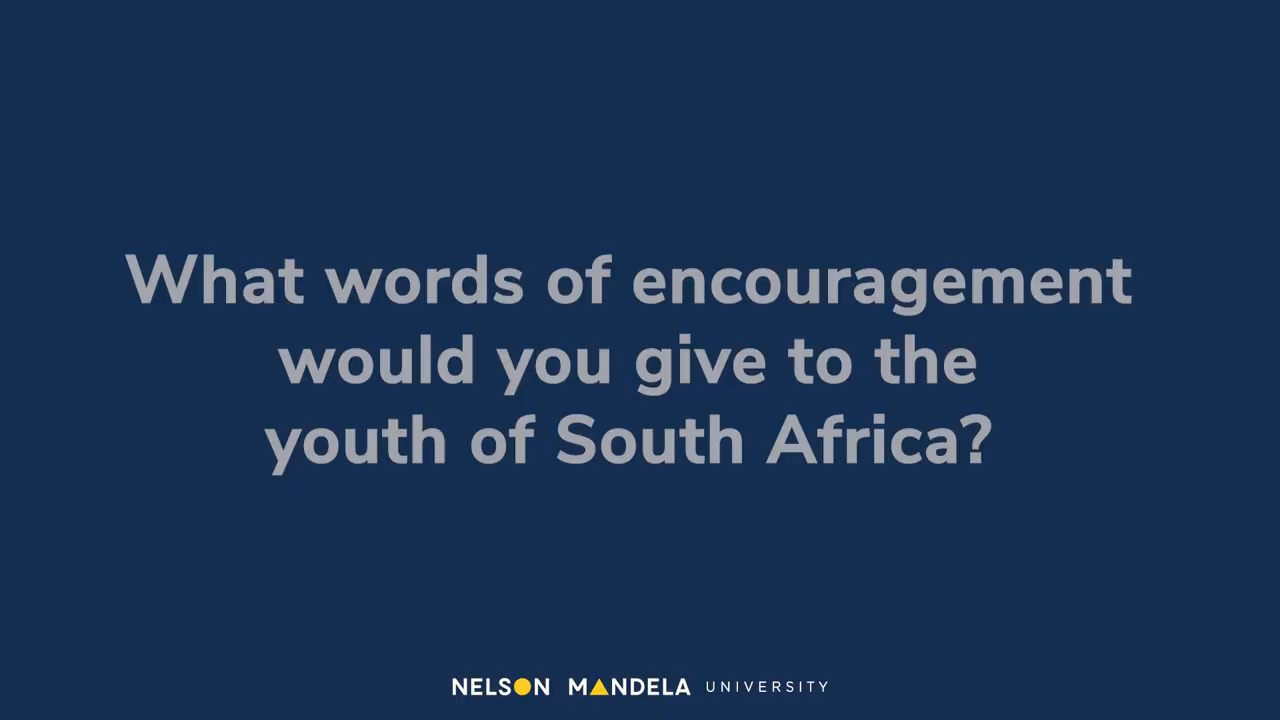 What words of encouragement
would you give to the
youth of South Africa?
NELSON MANDELA UNIVERSITY